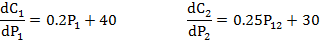 dC₁/dP₁ = 0.2P₁ + 40    dC₂/dP₂ = 0.25P₁₂ + 30